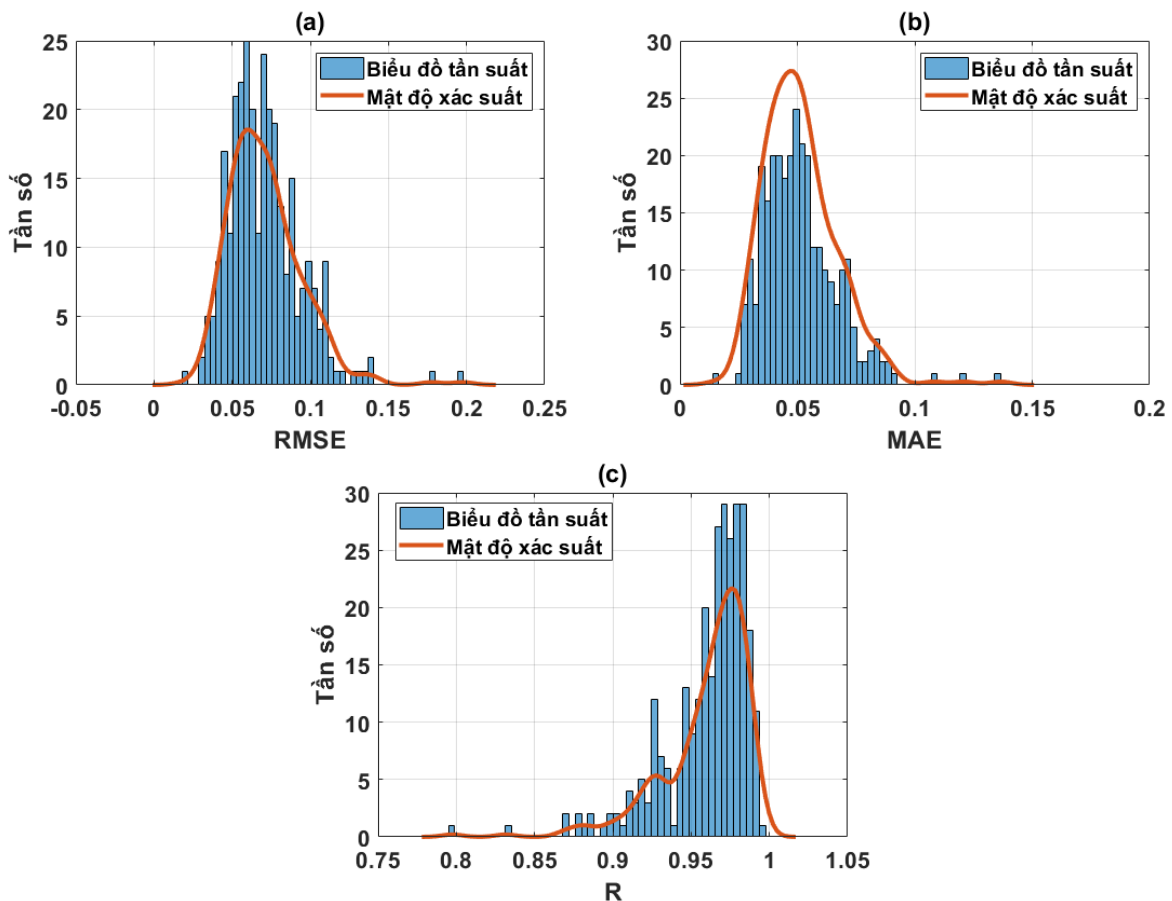 (a)
25
20
15
10
5
0
Tần số
-0.05 0 0.05 0.1 0.15 0.2 0.25
RMSE
Biểu đồ tần suất
Mật độ xác suất
(b)
30
25
20
15
10
5
0
Tần số
0 0.05 0.1 0.15 0.2
MAE
Biểu đồ tần suất
Mật độ xác suất
(c)
30
25
20
15
10
5
0
Tần số
0.75 0.8 0.85 0.9 0.95 1 1.05
R
Biểu đồ tần suất
Mật độ xác suất